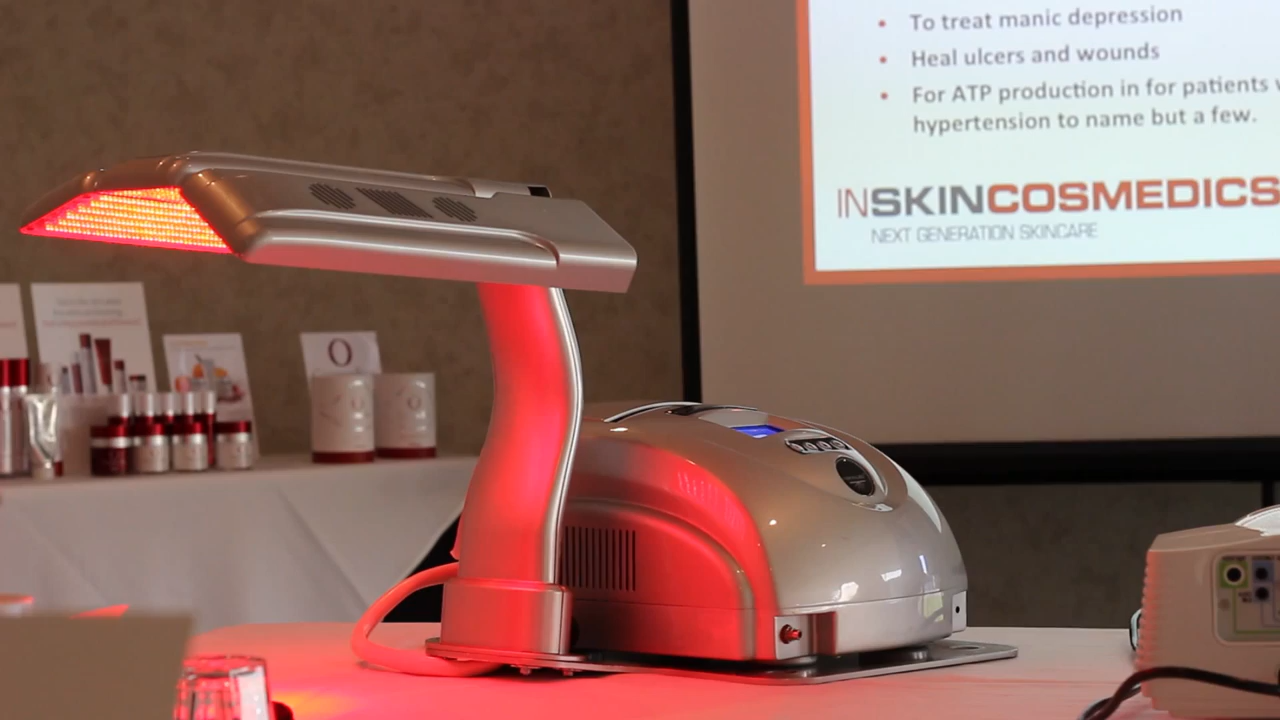 • To treat manic depression
• Heal ulcers and wounds
• For ATP production in for patients
hypertension to name but a few.
INSKINCOSMEDICS
NEXT GENERATION SKINCARE
O